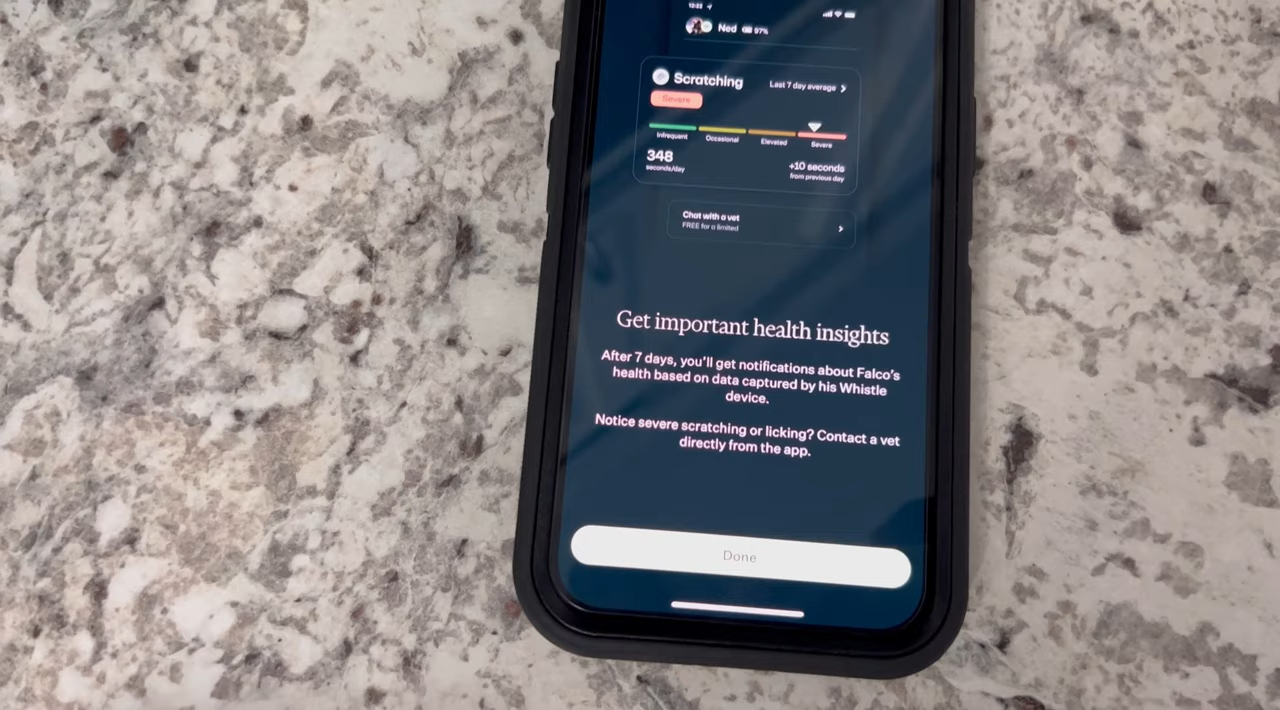 12:22
Ned 97%
Scratching
Last 7 day average
Severe
Infrequent Occasional Elevated Severe
348
seconds/day
+10 seconds
from previous day
Chat with a vet
FREE for a limited
Get important health insights
After 7 days, you'll get notifications about Falco's
health based on data captured by his Whistle
device.
Notice severe scratching or licking? Contact a vet
directly from the app.
Done